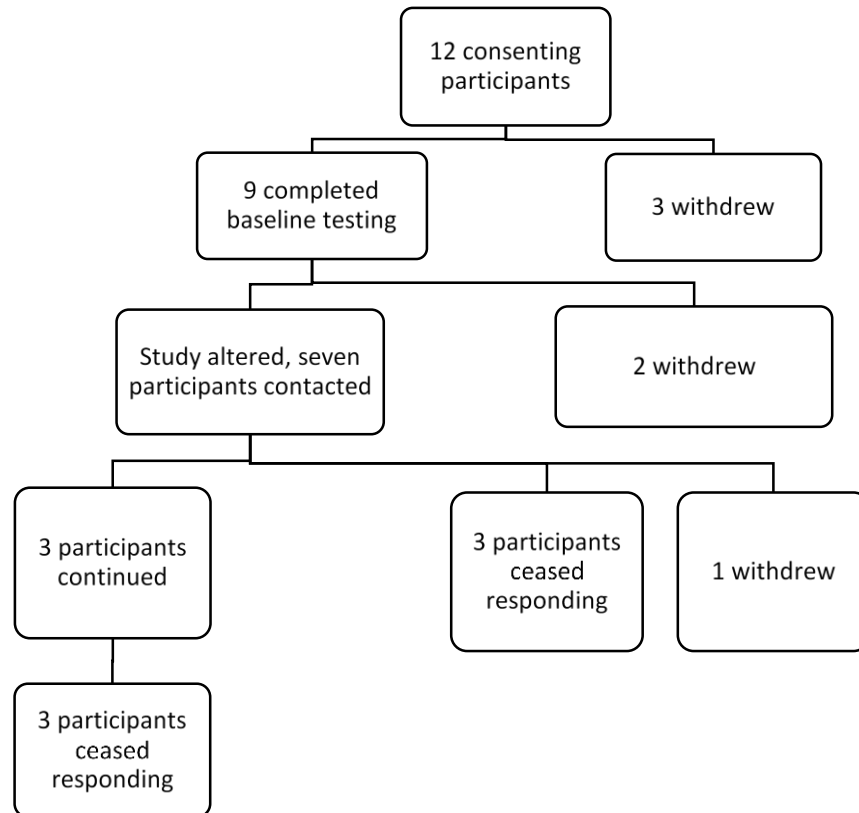 12 consenting
participants
9 completed
baseline testing
3 withdrew
Study altered, seven
participants contacted
2 withdrew
3 participants
continued
3 participants
ceased
responding
1 withdrew
3 participants
ceased
responding